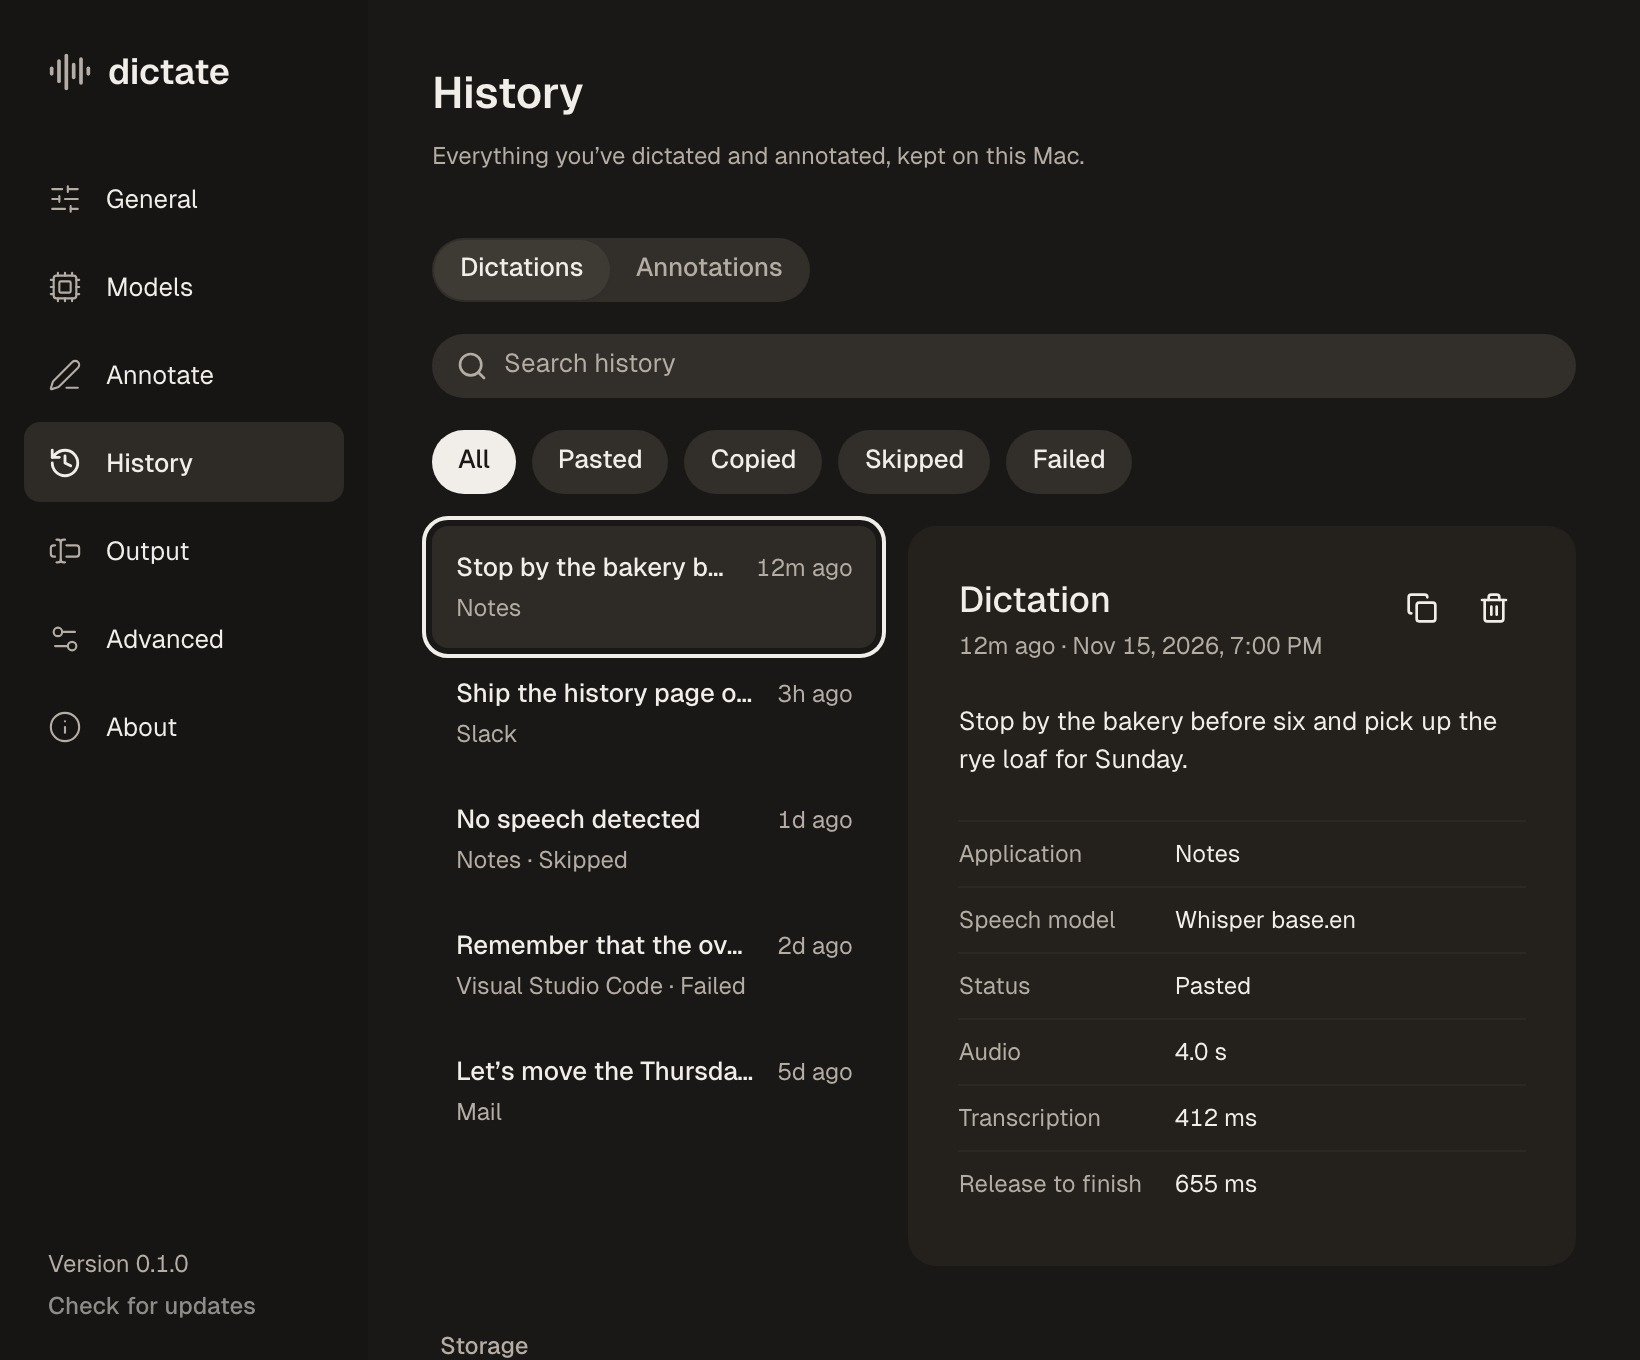 dictate
General
Models
Annotate
History
Output
Advanced
About
Version 0.1.0
Check for updates
History
Everything you’ve dictated and annotated, kept on this Mac.
Dictations Annotations
Search history
All Pasted Copied Skipped Failed
Stop by the bakery b... 12m ago
Notes
Ship the history page o... 3h ago
Slack
No speech detected 1d ago
Notes · Skipped
Remember that the ov... 2d ago
Visual Studio Code · Failed
Let’s move the Thursda... 5d ago
Mail
Dictation
12m ago · Nov 15, 2026, 7:00 PM
Stop by the bakery before six and pick up the
rye loaf for Sunday.
Application Notes
Speech model Whisper base.en
Status Pasted
Audio 4.0 s
Transcription 412 ms
Release to finish 655 ms
Storage